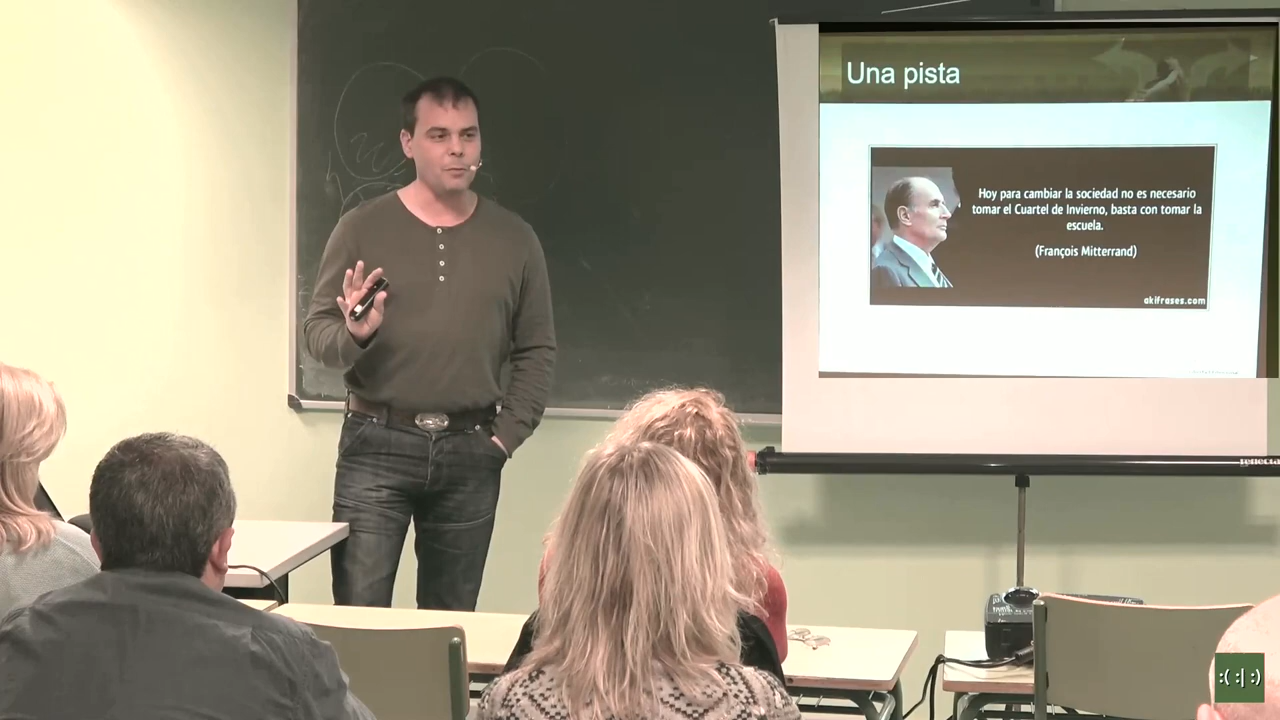 Una pista
Hoy para cambiar la sociedad no es necesario
tomar el Cuartel de Invierno, basta con tomar la
escuela.
(François Mitterrand)
akifrases.com
reflecta
:( :| :)